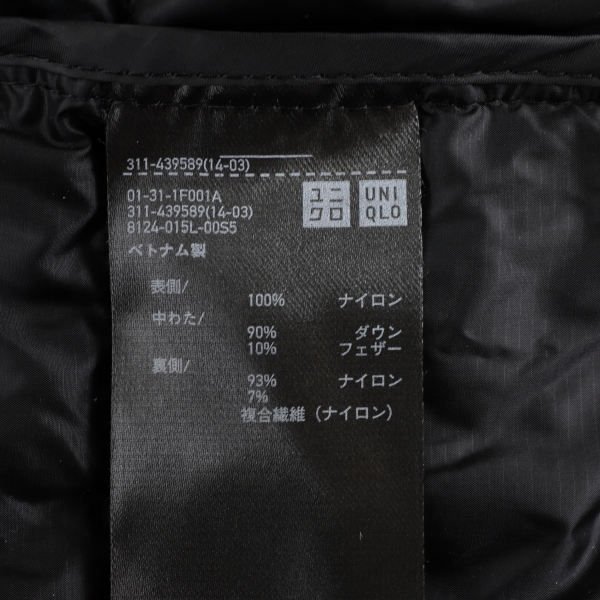 311-439589(14-03)
01-31-1F001A
311-439589(14-03)
8124-015L-00S5
ベトナム製
ユニ
クロ
UNI
QLO
表側/
100% ナイロン
中わた/
90% ダウン
10% フェザー
裏側/
93% ナイロン
7%
複合繊維(ナイロン)